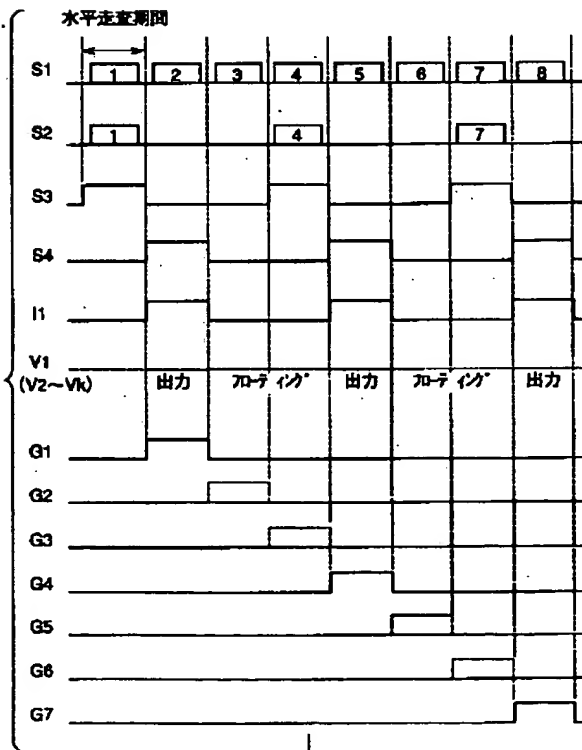 水平走査期間
S1 1 2 3 4 5 6 7 8
S2 1 4 7
S3
S4
I1
V1
(V2~Vk) 出力 フローティング 出力 フローティング 出力
G1
G2
G3
G4
G5
G6
G7